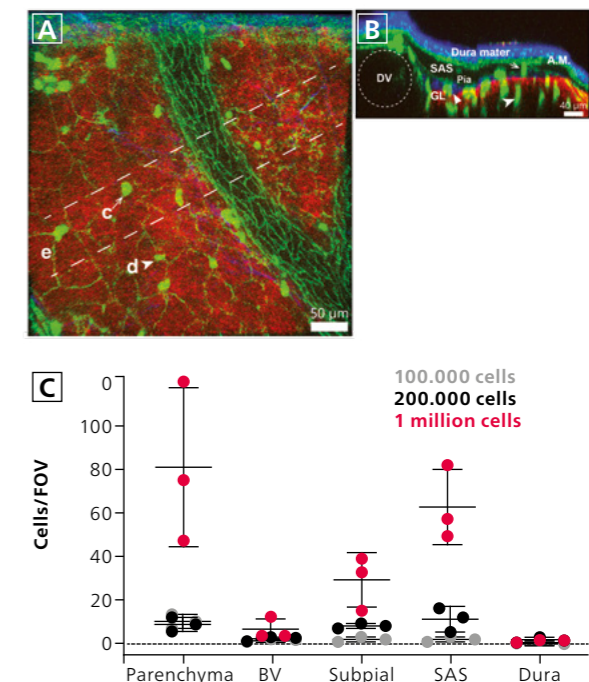 A
c
d
e
50 µm
B
Dura mater
A.M.
SAS
DV
Pia
GL
40 µm
C
100.000 cells
200.000 cells
1 million cells
Cells/FOV
0
100
80
60
40
20
0
Parenchyma BV Subpial SAS Dura